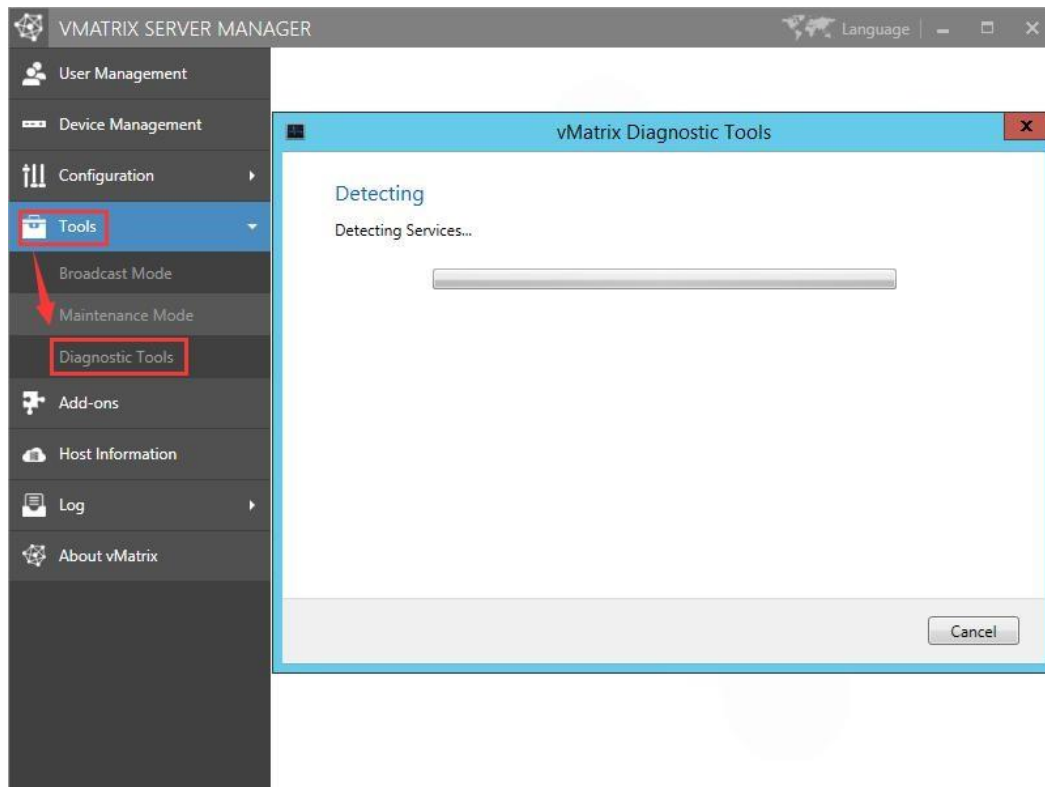 VMATRIX SERVER MANAGER
Language
User Management
Device Management
Configuration
Tools
Broadcast Mode
Maintenance Mode
Diagnostic Tools
Add-ons
Host Information
Log
About vMatrix
vMatrix Diagnostic Tools
Detecting
Detecting Services...
Cancel